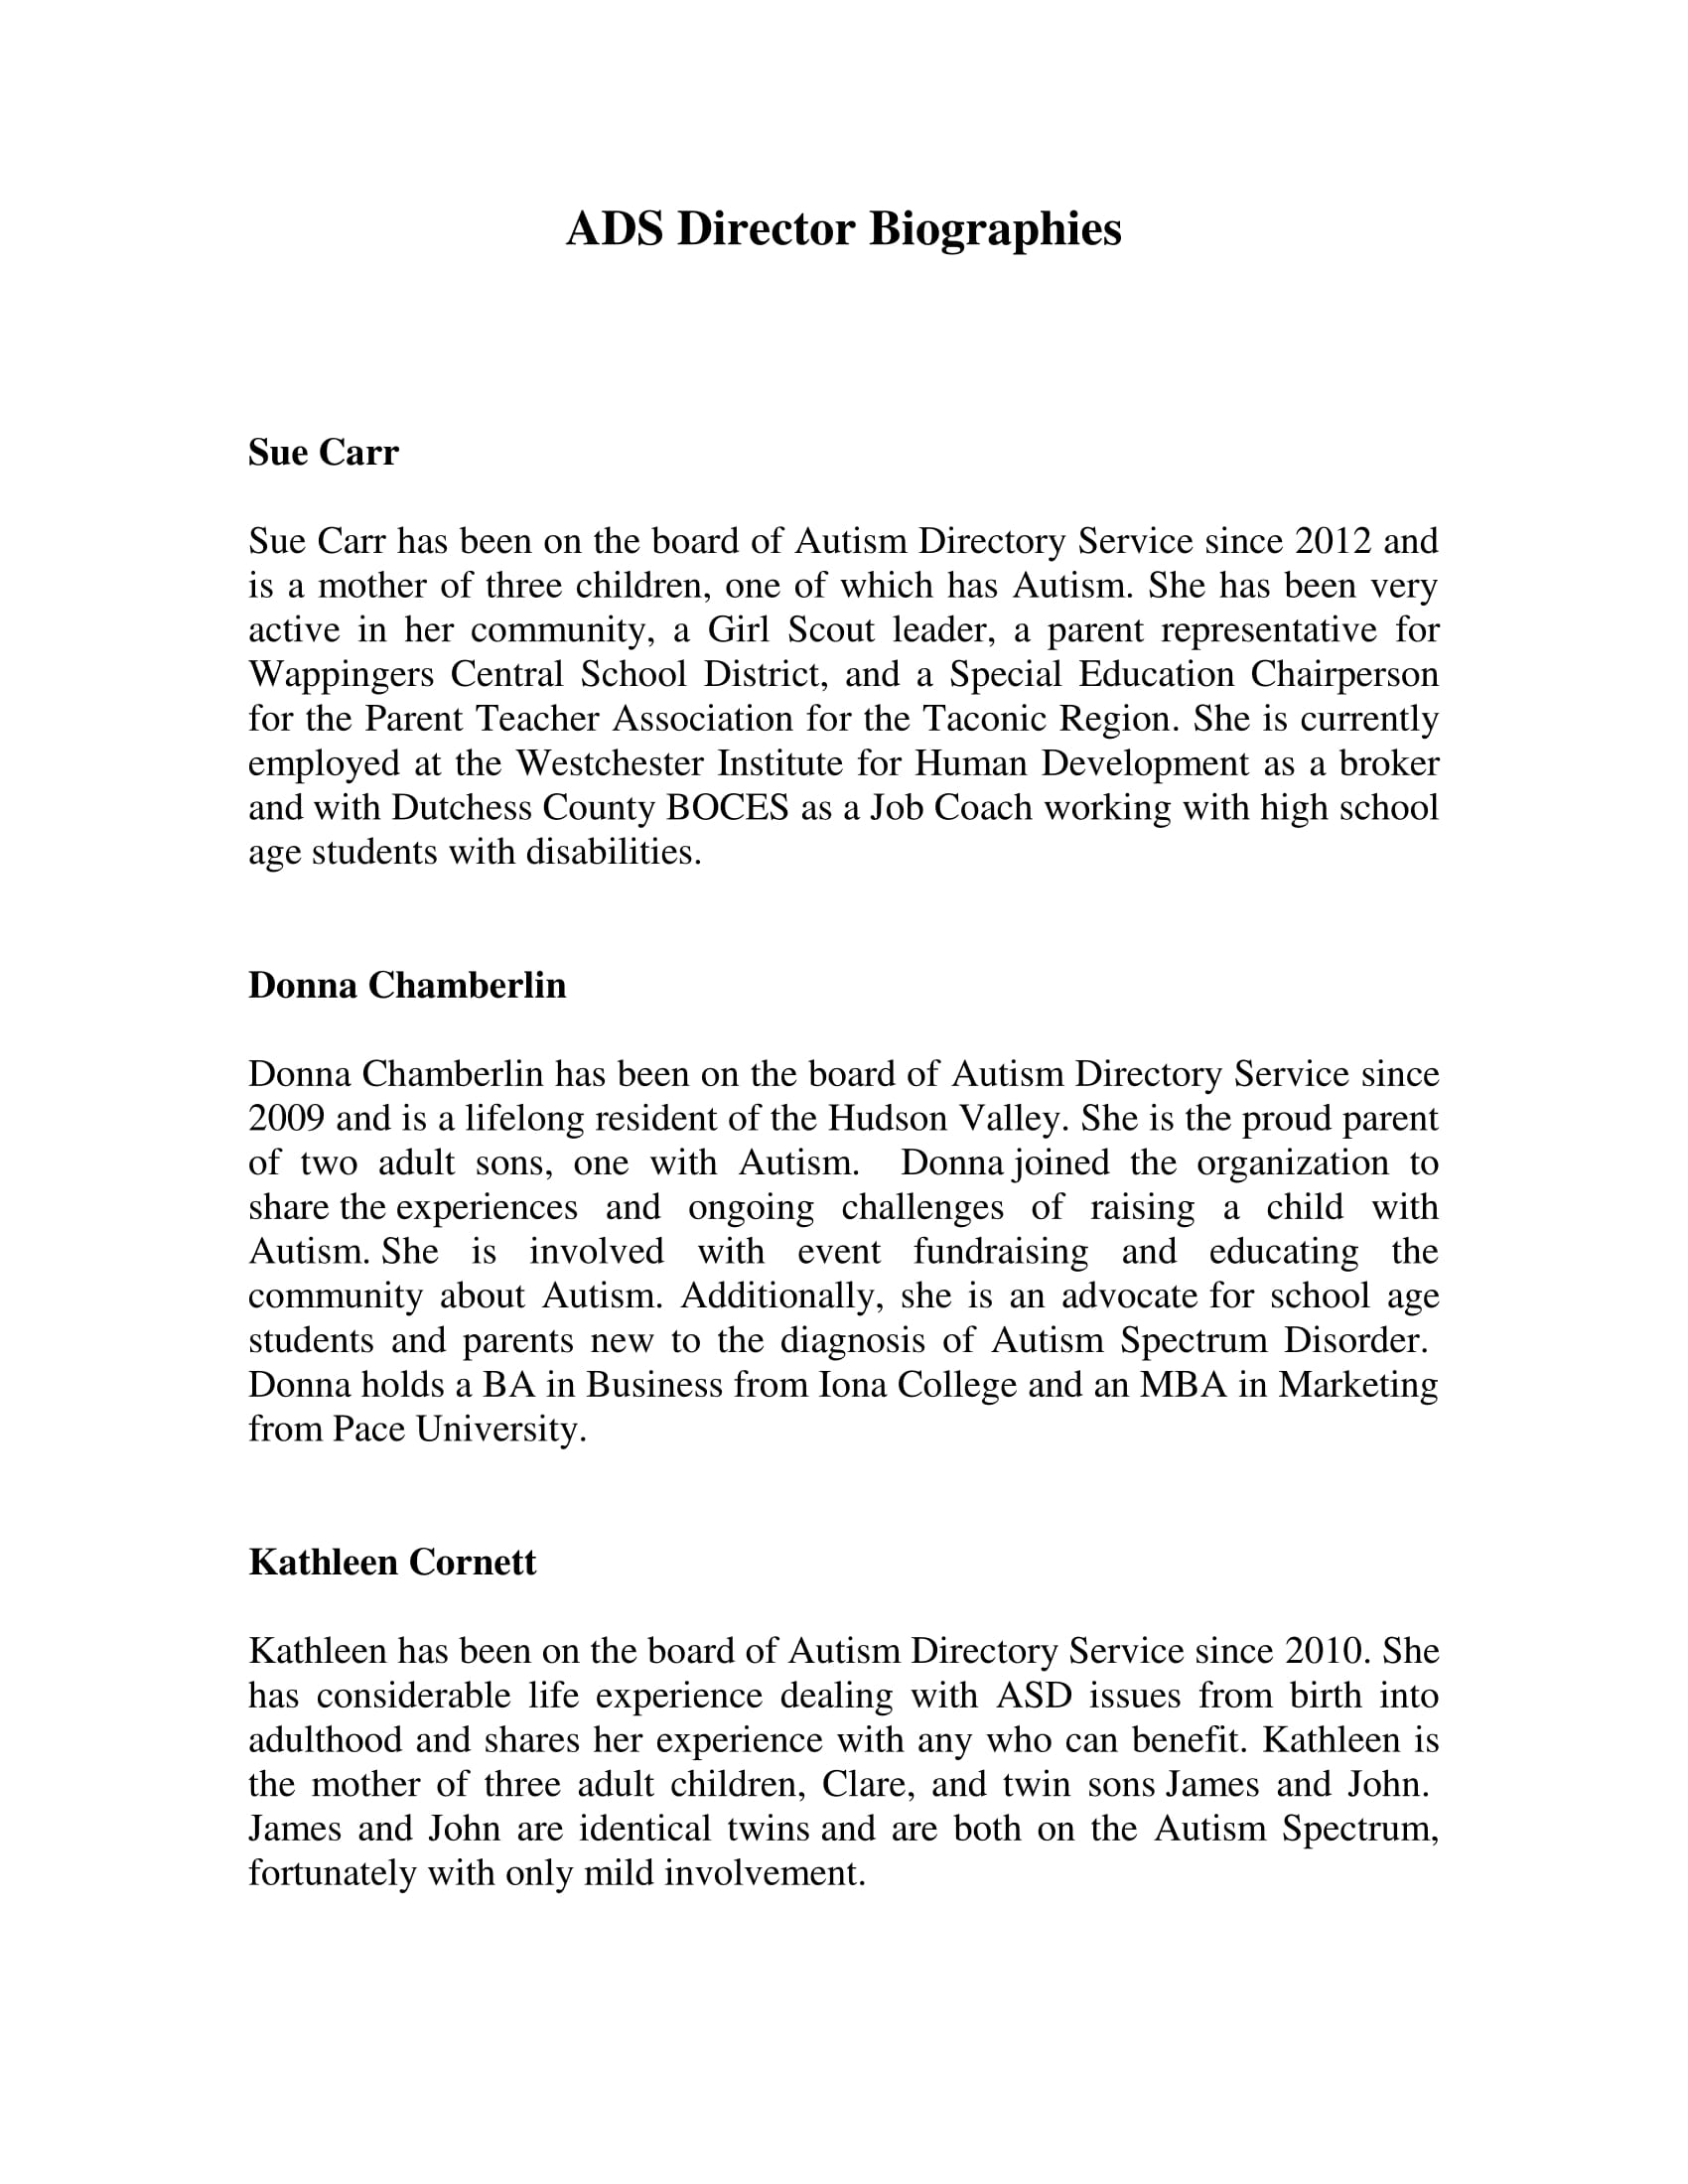 ADS Director Biographies
Sue Carr
Sue Carr has been on the board of Autism Directory Service since 2012 and
is a mother of three children, one of which has Autism. She has been very
active in her community, a Girl Scout leader, a parent representative for
Wappingers Central School District, and a Special Education Chairperson
for the Parent Teacher Association for the Taconic Region. She is currently
employed at the Westchester Institute for Human Development as a broker
and with Dutchess County BOCES as a Job Coach working with high school
age students with disabilities.
Donna Chamberlin
Donna Chamberlin has been on the board of Autism Directory Service since
2009 and is a lifelong resident of the Hudson Valley. She is the proud parent
of two adult sons, one with Autism. Donna joined the organization to
share the experiences and ongoing challenges of raising a child with
Autism. She is involved with event fundraising and educating the
community about Autism. Additionally, she is an advocate for school age
students and parents new to the diagnosis of Autism Spectrum Disorder.
Donna holds a BA in Business from Iona College and an MBA in Marketing
from Pace University.
Kathleen Cornett
Kathleen has been on the board of Autism Directory Service since 2010. She
has considerable life experience dealing with ASD issues from birth into
adulthood and shares her experience with any who can benefit. Kathleen is
the mother of three adult children, Clare, and twin sons James and John.
James and John are identical twins and are both on the Autism Spectrum,
fortunately with only mild involvement.